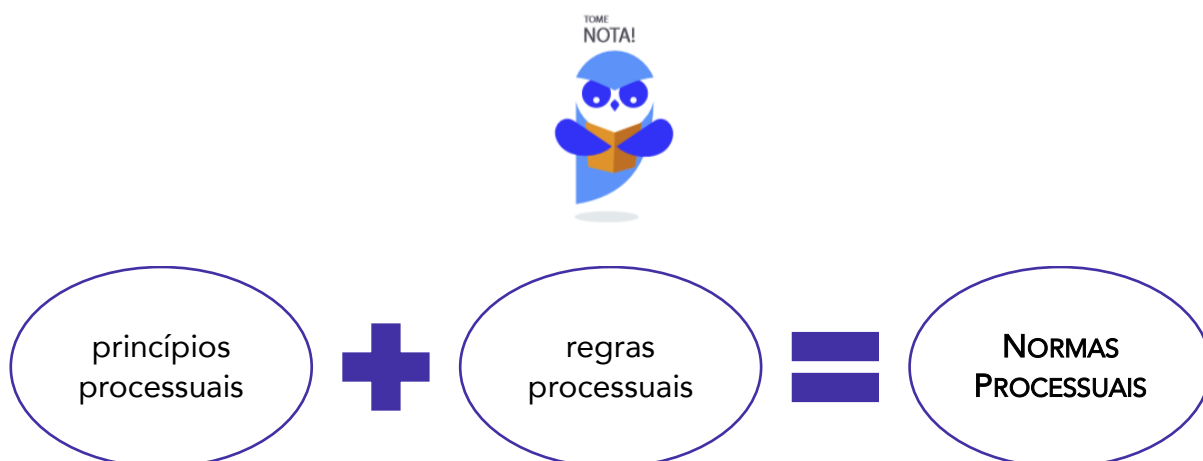 TOME
NOTA!
princípios
processuais
regras
processuais
NORMAS
PROCESSUAIS